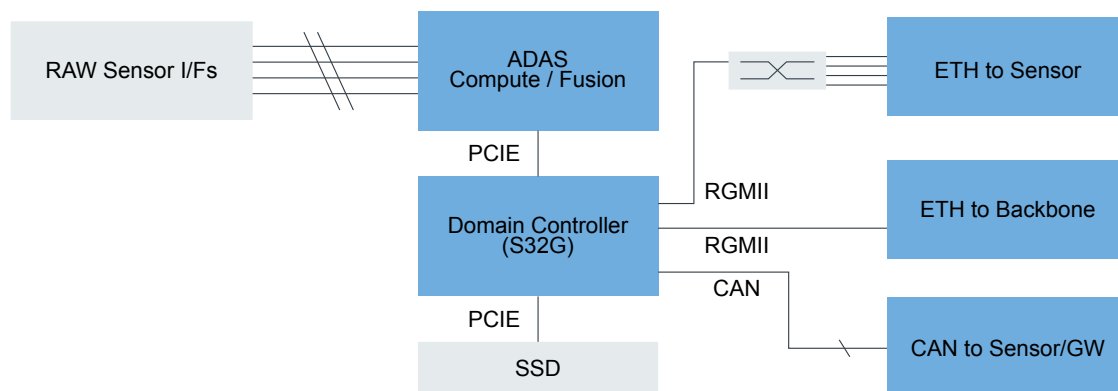 RAW Sensor I/Fs
ADAS
Compute / Fusion
ETH to Sensor
PCIE
RGMII
ETH to Backbone
Domain Controller
(S32G)
RGMII
CAN
PCIE
CAN to Sensor/GW
SSD